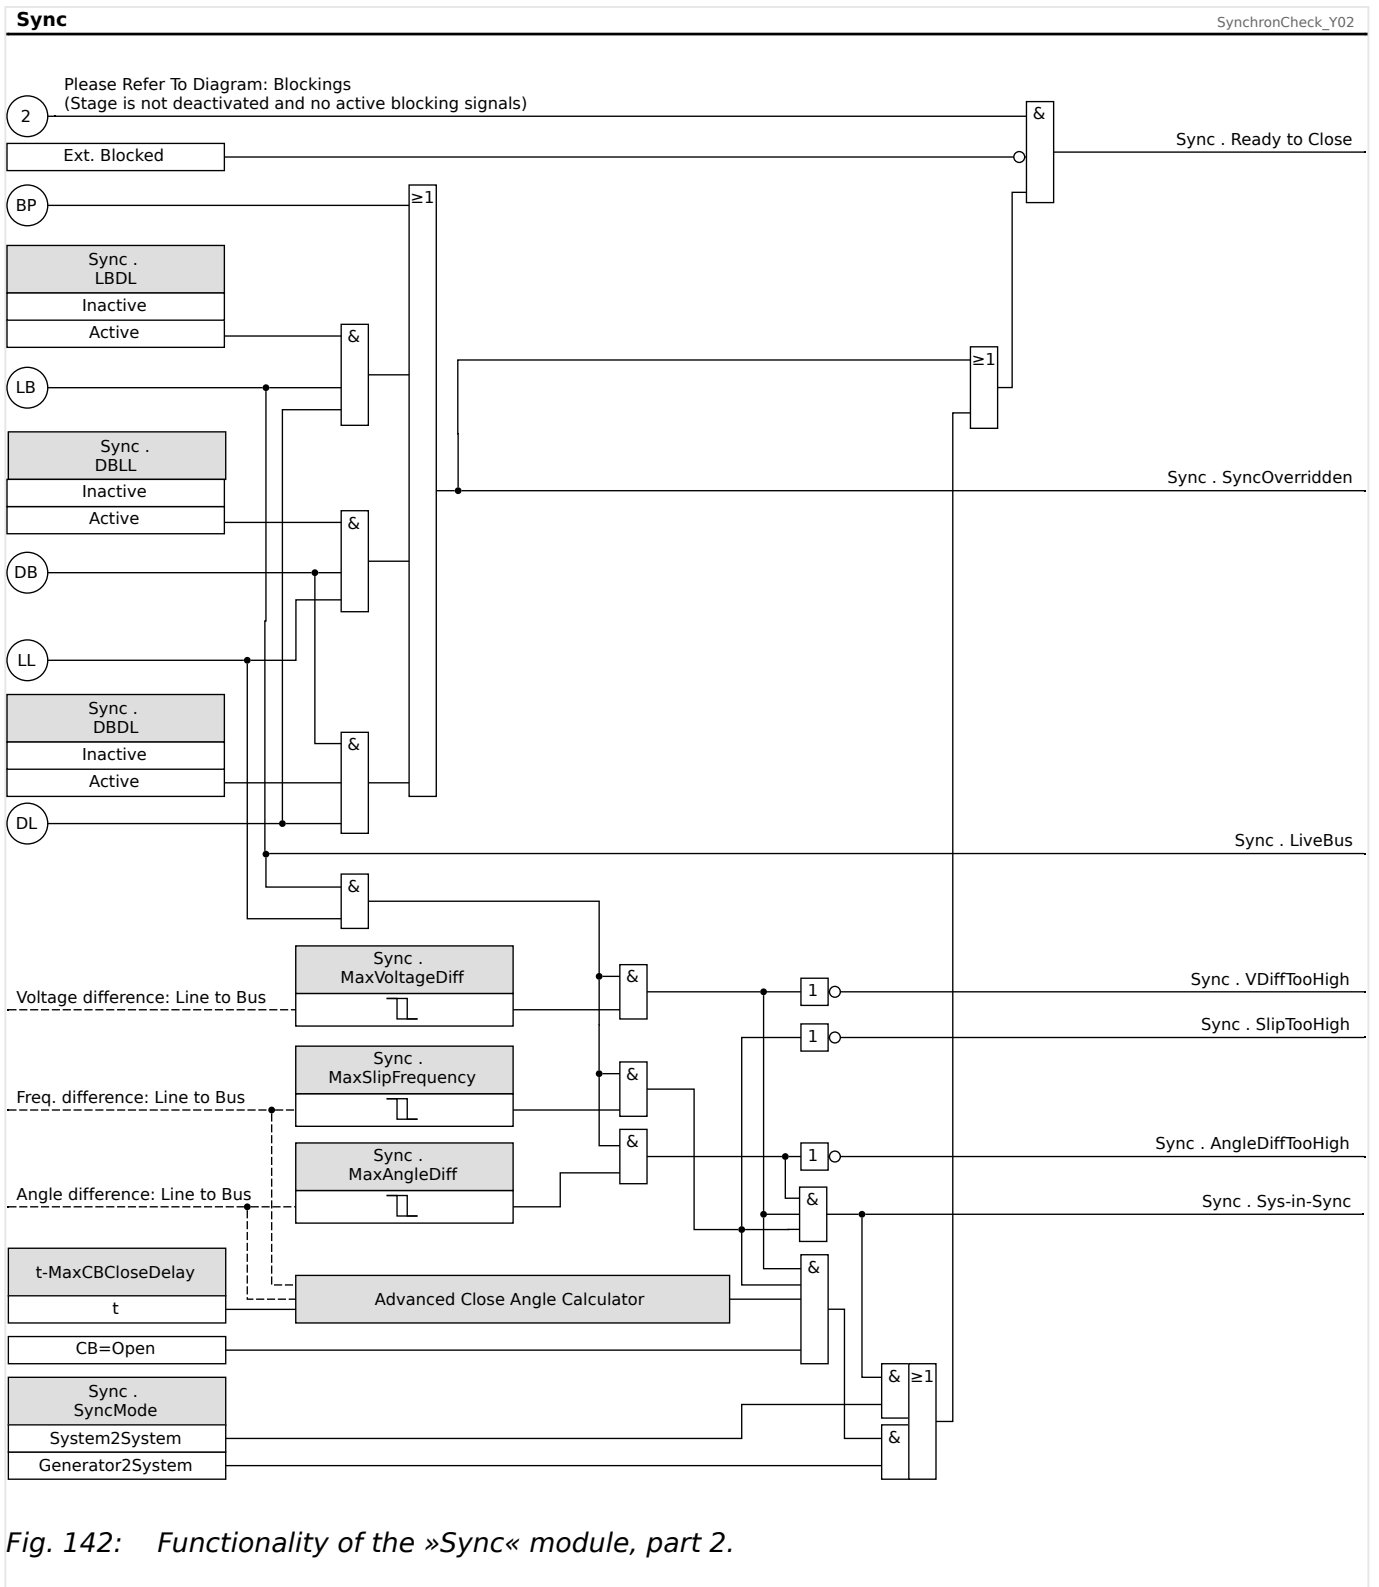 Sync
SynchronCheck_Y02
Please Refer To Diagram: Blockings
(Stage is not deactivated and no active blocking signals)
2
&
Sync . Ready to Close
Ext. Blocked
BP
≥1
Sync .
LBDL
Inactive
Active
&
≥1
LB
Sync .
DBLL
Inactive
Active
&
Sync . SyncOverridden
DB
LL
Sync .
DBDL
Inactive
Active
&
DL
Sync . LiveBus
&
Sync .
MaxVoltageDiff
&
Voltage difference: Line to Bus
1
Sync . VDiffTooHigh
1
Sync . SlipTooHigh
Sync .
MaxSlipFrequency
&
Freq. difference: Line to Bus
&
Sync .
MaxAngleDiff
1
Sync . AngleDiffTooHigh
Angle difference: Line to Bus
&
Sync . Sys-in-Sync
t-MaxCBCloseDelay
t
&
Advanced Close Angle Calculator
CB=Open
Sync .
SyncMode
System2System
Generator2System
&
≥1
&
Fig. 142: Functionality of the »Sync« module, part 2.